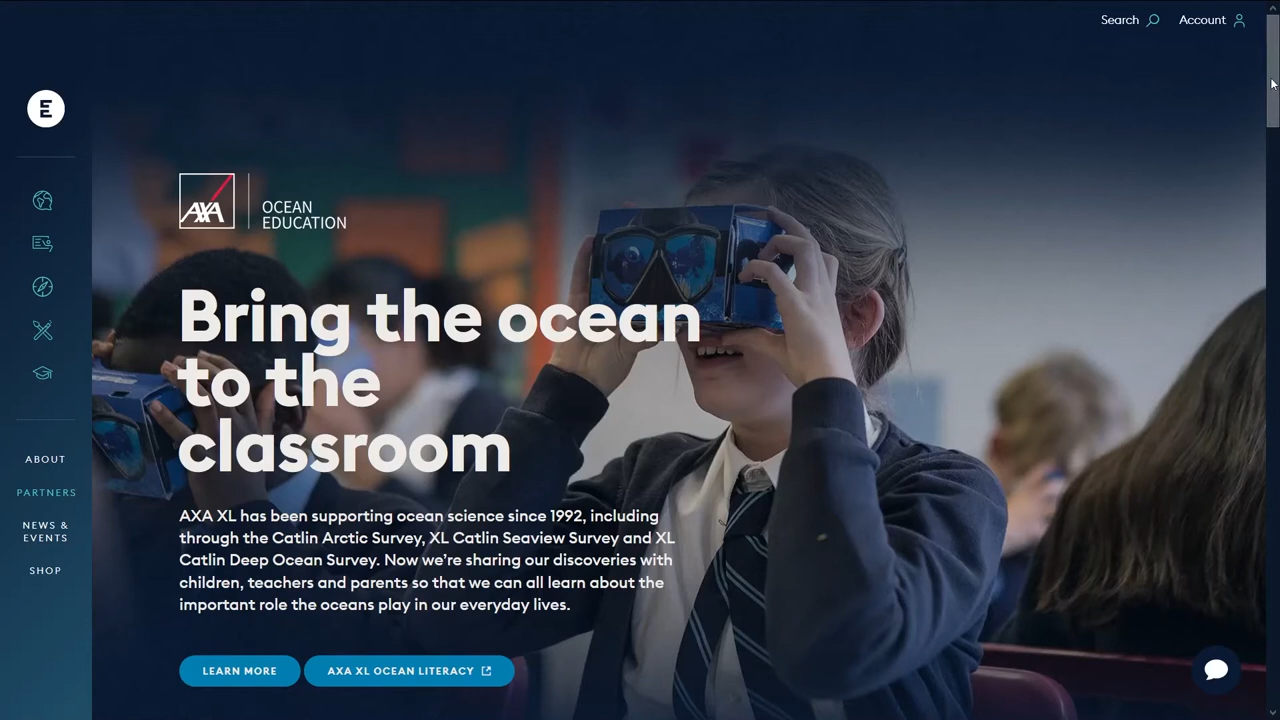 Search
Account
E
AXA
OCEAN
EDUCATION
Bring the ocean
to the
classroom
AXA XL has been supporting ocean science since 1992, including
through the Catlin Arctic Survey, XL Catlin Seaview Survey and XL
Catlin Deep Ocean Survey. Now we're sharing our discoveries with
children, teachers and parents so that we can all learn about the
important role the oceans play in our everyday lives.
LEARN MORE
AXA XL OCEAN LITERACY
ABOUT
PARTNERS
NEWS &
EVENTS
SHOP